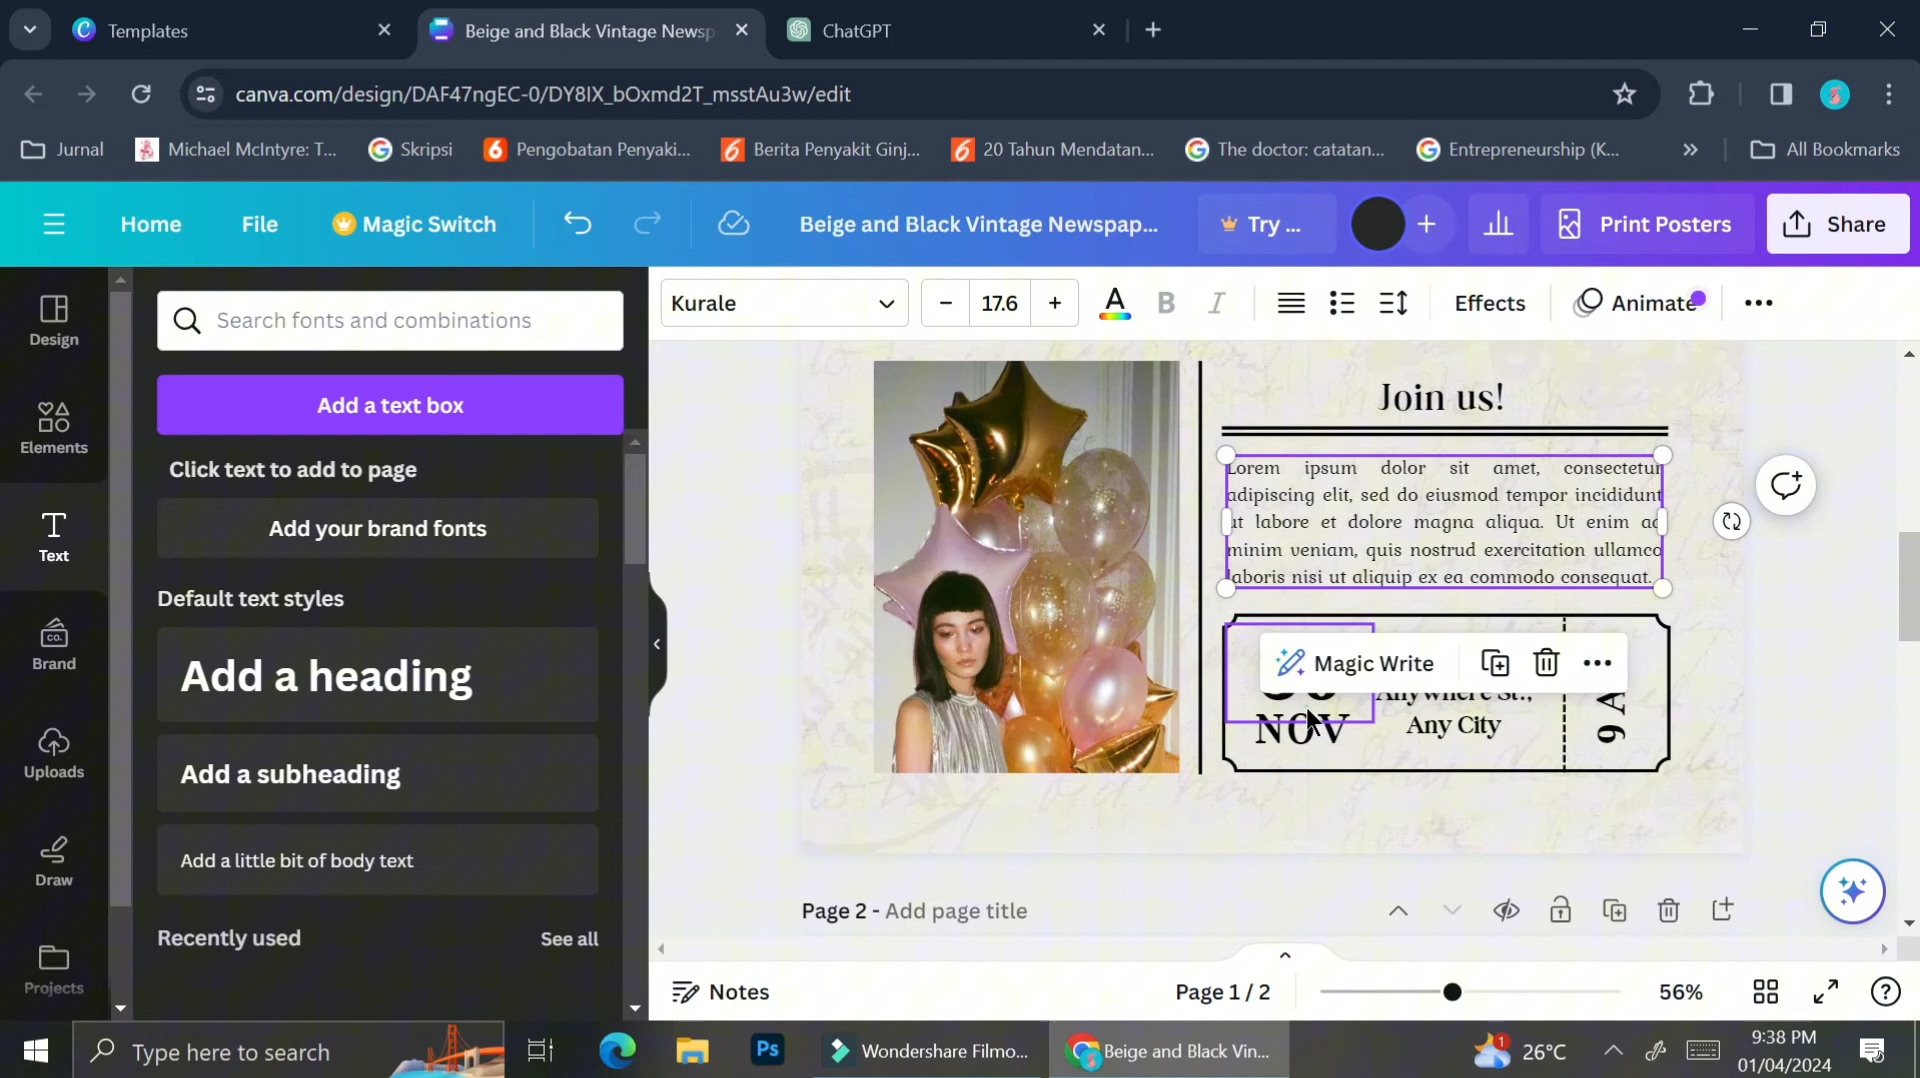 Templates
Beige and Black Vintage Newsp
ChatGPT
canva.com/design/DAF47ngEC-0/DY8IX_bOxmd2T_msstAu3w/edit
Jurnal
Michael McIntyre: T...
Skripsi
Pengobatan Penyaki...
Berita Penyakit Ginj...
20 Tahun Mendatan...
The doctor: catatan...
Entrepreneurship (K...
All Bookmarks
Home
File
Magic Switch
Beige and Black Vintage Newspap...
Try ...
Print Posters
Share
Design
Elements
Text
Brand
Uploads
Draw
Projects
Search fonts and combinations
Add a text box
Click text to add to page
Add your brand fonts
Default text styles
Add a heading
Add a subheading
Add a little bit of body text
Recently used
See all
Kurale
17.6
Effects
Animate
Join us!
Lorem ipsum dolor sit amet, consectetur
adipiscing elit, sed do eiusmod tempor incididunt
ut labore et dolore magna aliqua. Ut enim ad
minim veniam, quis nostrud exercitation ullamco
laboris nisi ut aliquip ex ea commodo consequat.
Magic Write
NOV
Anywhere St.,
Any City
9 A
Page 2 - Add page title
Notes
Page 1 / 2
56%
Type here to search
Wondershare Filmo...
Beige and Black Vin...
1
26°C
9:38 PM
01/04/2024